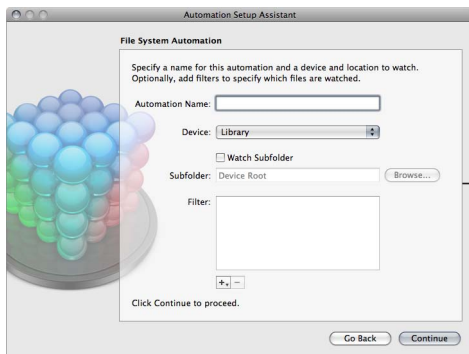 Automation Setup Assistant
File System Automation
Specify a name for this automation and a device and location to watch.
Optionally, add filters to specify which files are watched.
Automation Name:
Device: Library
Watch Subfolder
Subfolder: Device Root Browse...
Filter:
+ −
Click Continue to proceed.
Go Back Continue